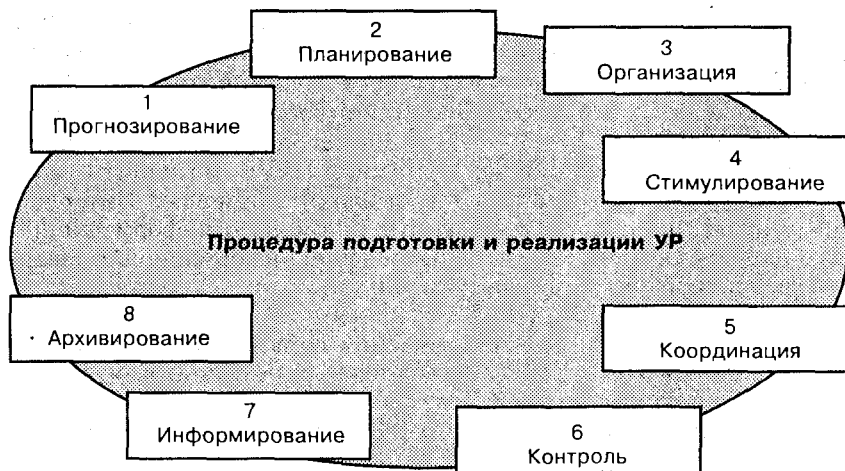 1
Прогнозирование
2
Планирование
3
Организация
4
Стимулирование
Процедура подготовки и реализации УР
5
Координация
6
Контроль
7
Информирование
8
Архивирование